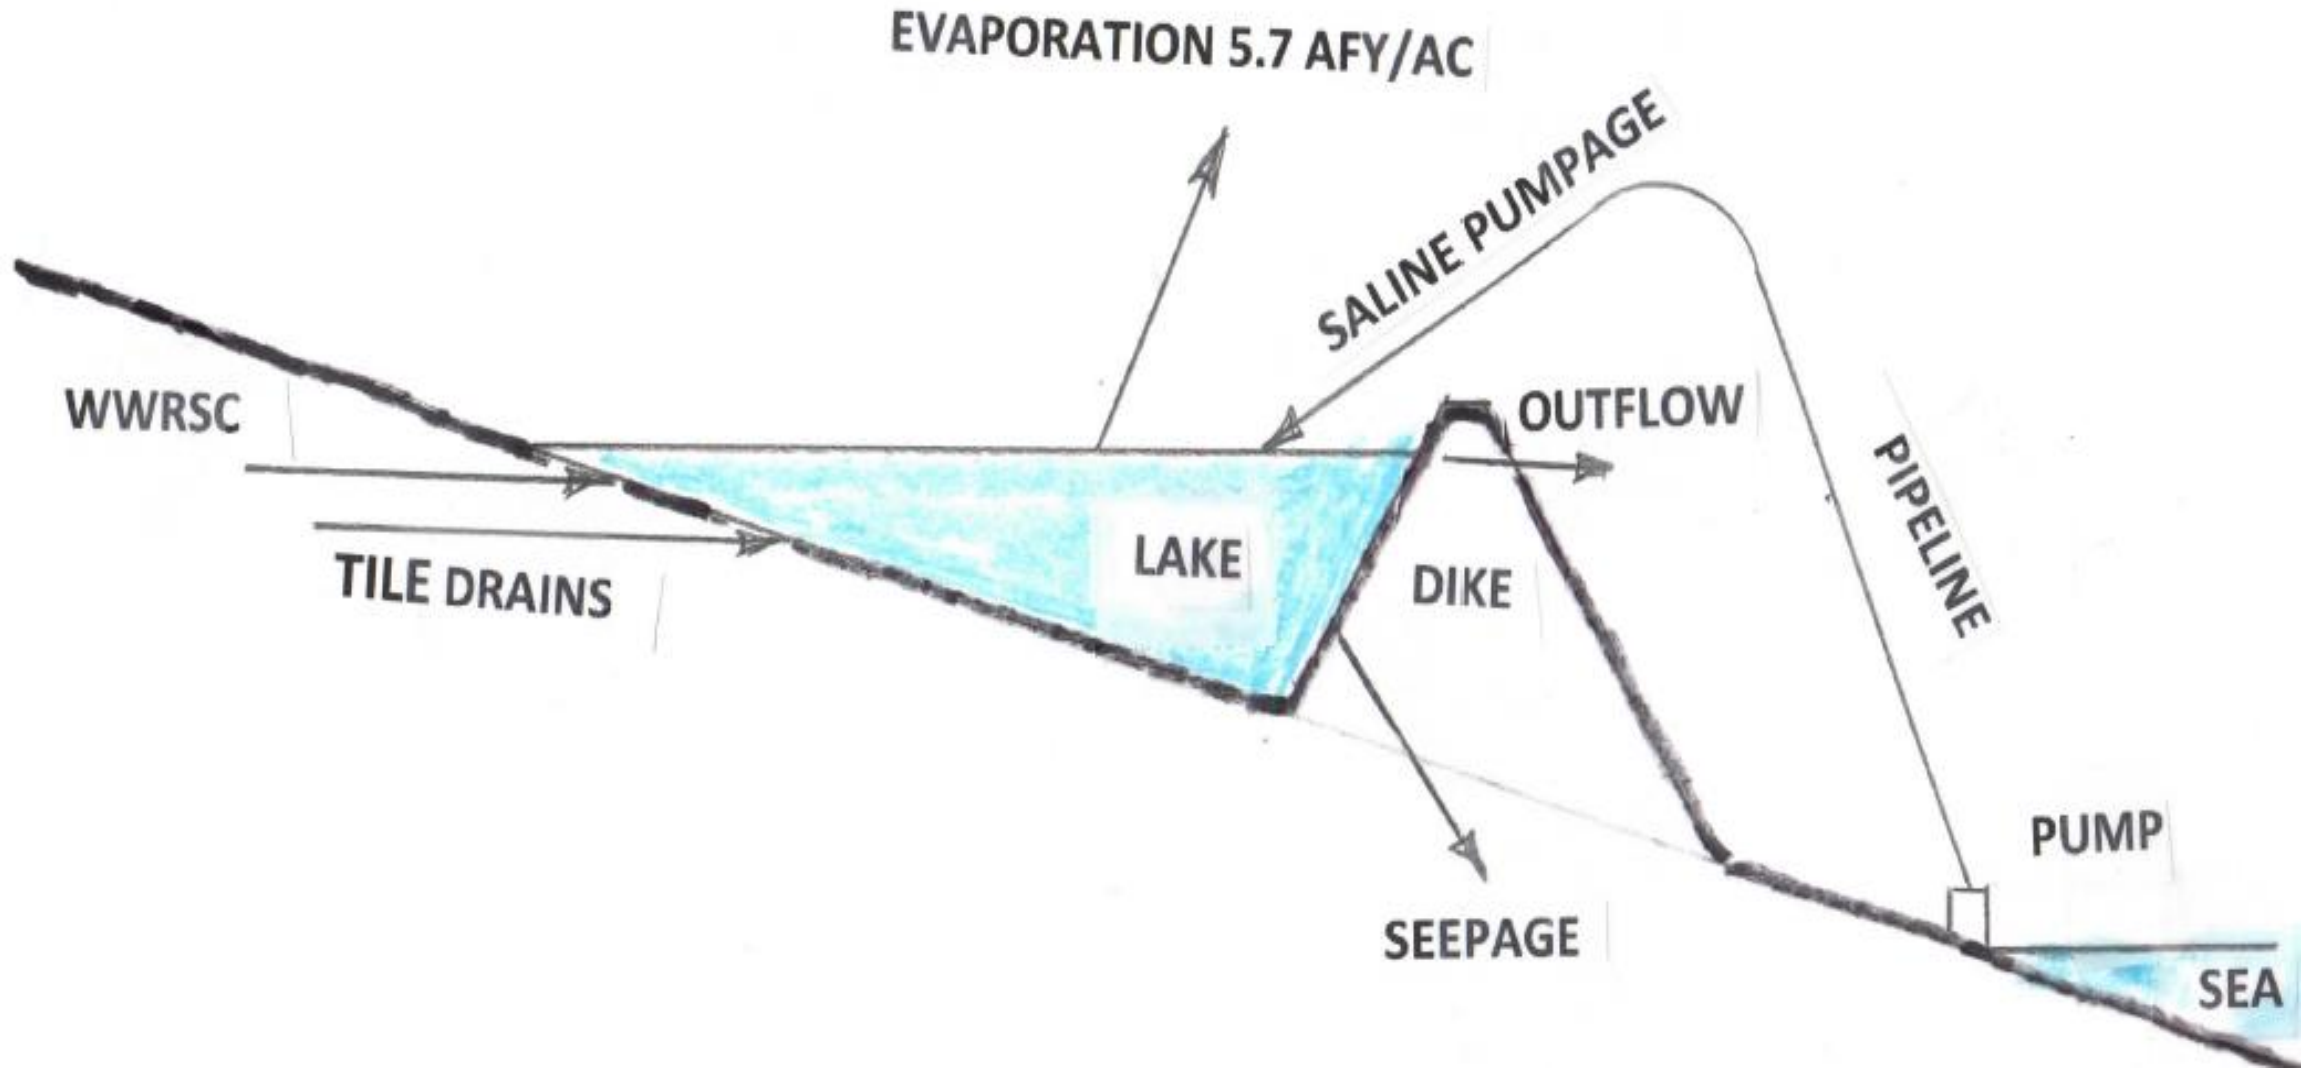 EVAPORATION 5.7 AFY/AC
SALINE PUMPAGE
WWRSC
OUTFLOW
PIPELINE
TILE DRAINS
LAKE
DIKE
PUMP
SEEPAGE
SEA